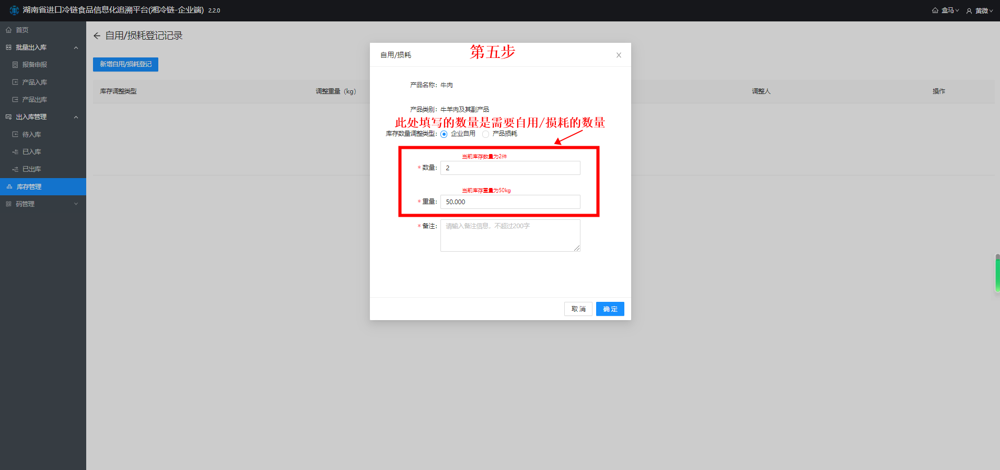 湖南省进口冷链食品信息化追溯平台(湘冷链-企业端) 2.2.0
盒马 黄微
首页
批量出入库
报备申报
产品入库
产品出库
出入库管理
待入库
已入库
已出库
库存管理
码管理
自用/损耗登记记录
新增自用/损耗登记
库存调整类型 调整重量（kg） 调整人 操作
自用/损耗
第五步
产品名称：牛肉
产品类别：牛羊肉及其副产品
此处填写的数量是需要自用/损耗的数量
库存数量调整类型： 企业自用 产品损耗
当前库存数量为2件
*数量： 2
当前库存重量为50kg
*重量： 50.000
*备注： 请输入备注信息，不超过200字
取 消 确 定